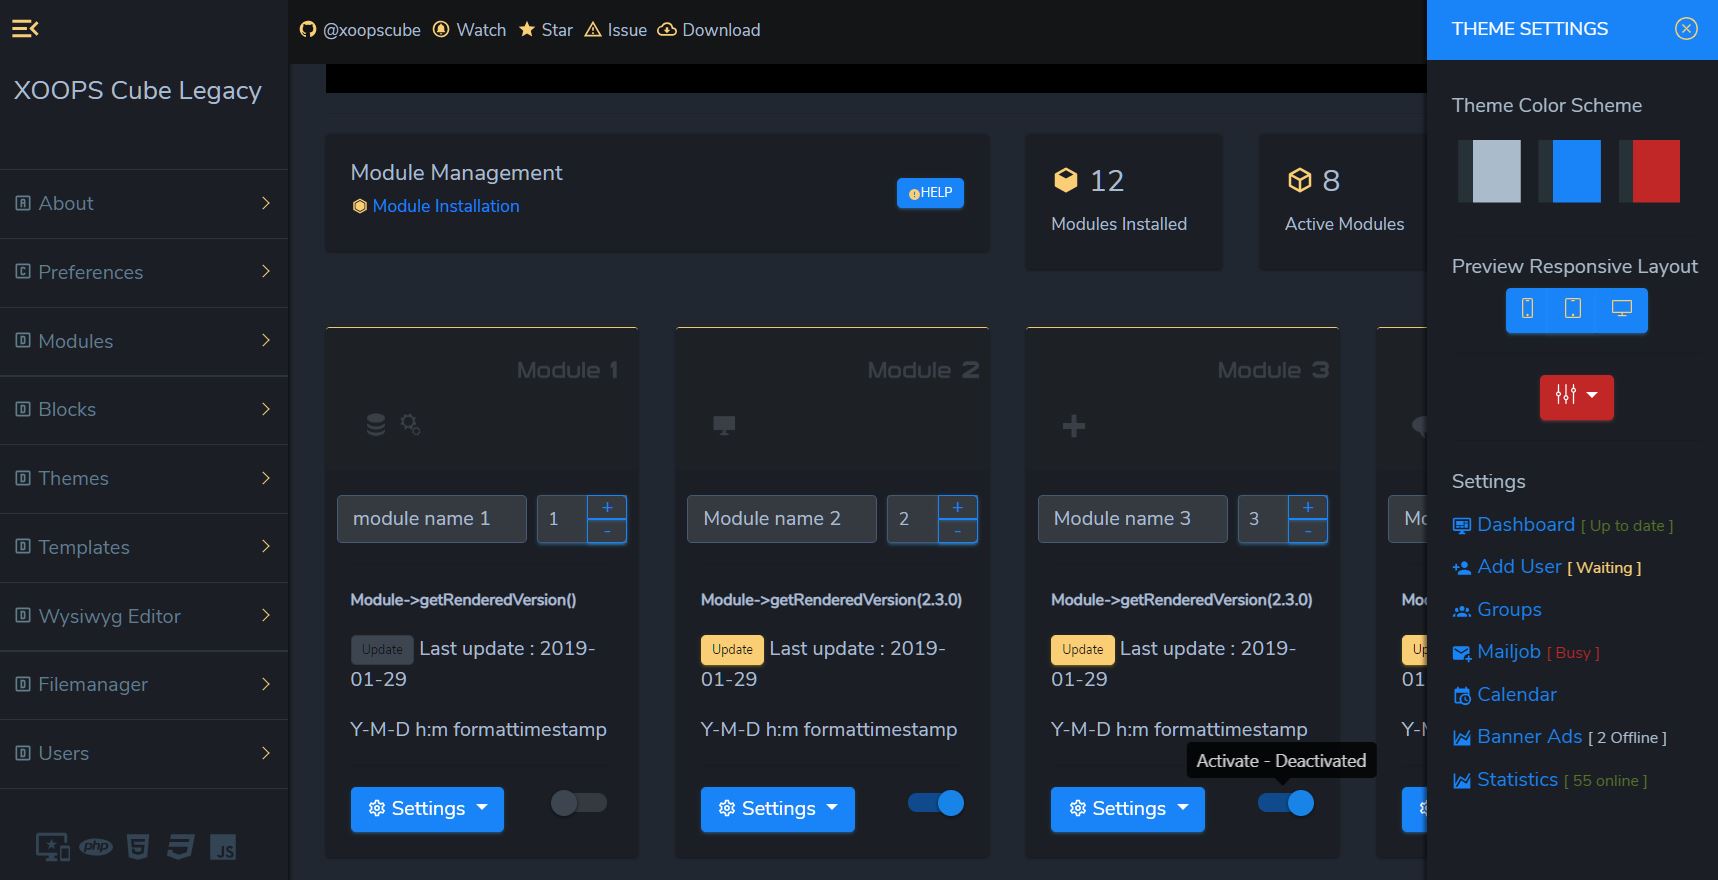 @xoopscube Watch Star Issue Download
THEME SETTINGS
XOOPS Cube Legacy
About
Preferences
Modules
Blocks
Themes
Templates
Wysiwyg Editor
Filemanager
Users
php
JS
Module Management
Module Installation
HELP
12
Modules Installed
8
Active Modules
Module 1
module name 1
1
+
-
Module->getRenderedVersion()
Update Last update : 2019-
01-29
Y-M-D h:m formattimestamp
Settings
Module 2
Module name 2
2
+
-
Module->getRenderedVersion(2.3.0)
Update Last update : 2019-
01-29
Y-M-D h:m formattimestamp
Settings
Module 3
Module name 3
3
+
-
Module->getRenderedVersion(2.3.0)
Update Last update : 2019-
01-29
Y-M-D h:m formattimestamp
Activate - Deactivated
Settings
Theme Color Scheme
Preview Responsive Layout
Settings
Dashboard [ Up to date ]
Add User [ Waiting ]
Groups
Mailjob [ Busy ]
Calendar
Banner Ads [ 2 Offline ]
Statistics [ 55 online ]